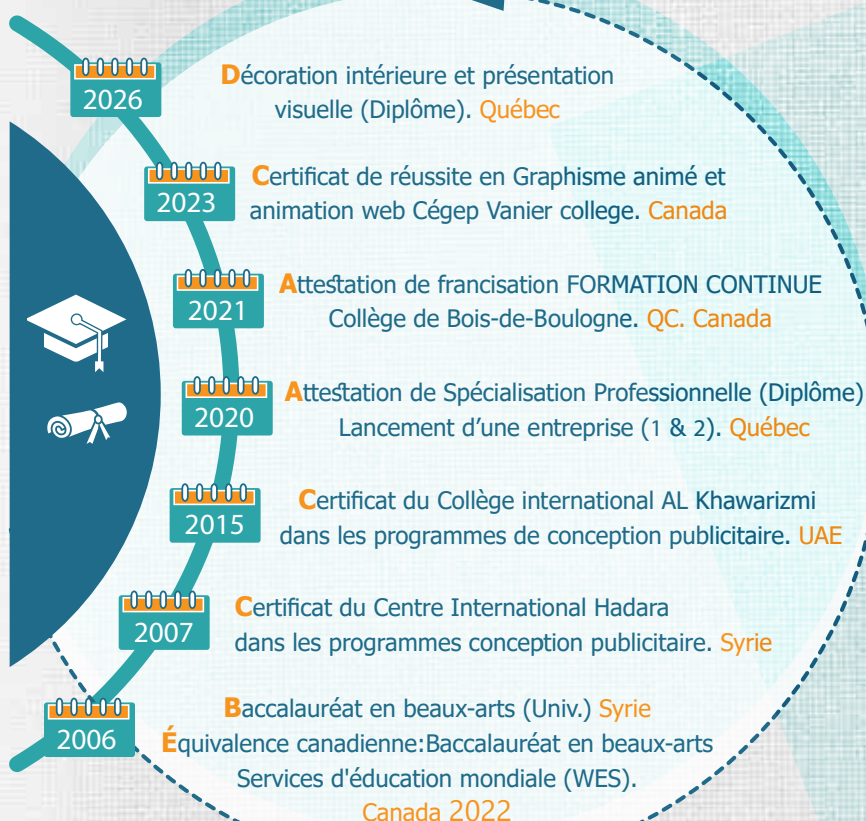 2026
Décoration intérieure et présentation
visuelle (Diplôme). Québec
2023
Certificat de réussite en Graphisme animé et
animation web Cégep Vanier college. Canada
2021
Attestation de francisation FORMATION CONTINUE
Collège de Bois-de-Boulogne. QC. Canada
2020
Attestation de Spécialisation Professionnelle (Diplôme)
Lancement d’une entreprise (1 & 2). Québec
2015
Certificat du Collège international AL Khawarizmi
dans les programmes de conception publicitaire. UAE
2007
Certificat du Centre International Hadara
dans les programmes conception publicitaire. Syrie
2006
Baccalauréat en beaux-arts (Univ.) Syrie
Équivalence canadienne:Baccalauréat en beaux-arts
Services d'éducation mondiale (WES).
Canada 2022